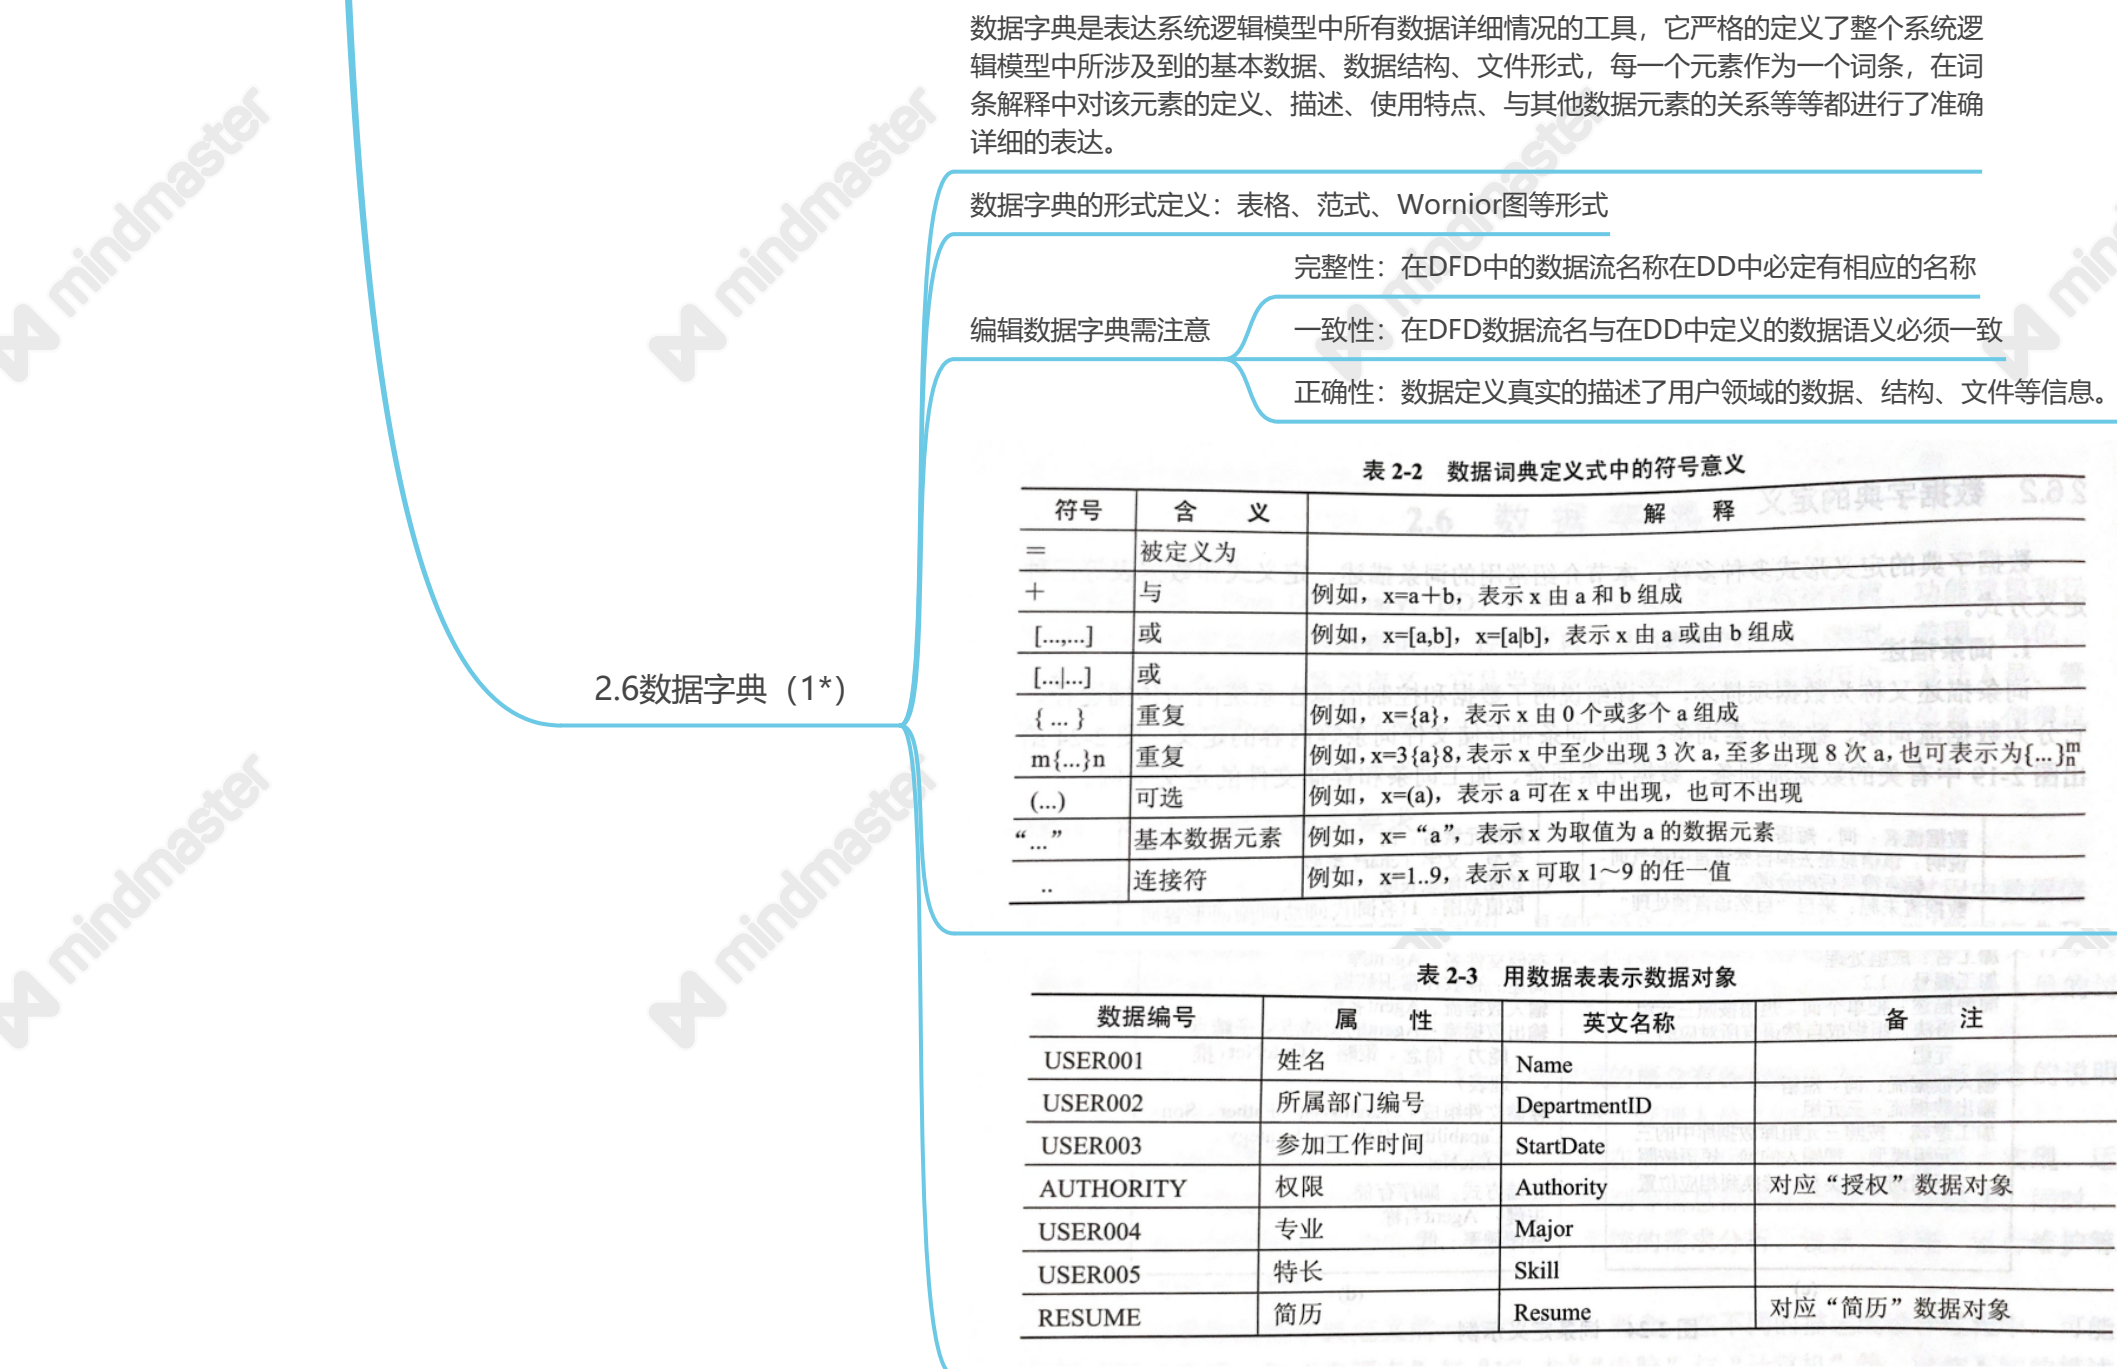 数据字典是表达系统逻辑模型中所有数据详细情况的工具，它严格的定义了整个系统逻
辑模型中所涉及到的基本数据、数据结构、文件形式，每一个元素作为一个词条，在词
条解释中对该元素的定义、描述、使用特点、与其他数据元素的关系等等都进行了准确
详细的表达。
数据字典的形式定义：表格、范式、Wornior图等形式
完整性：在DFD中的数据流名称在DD中必定有相应的名称
编辑数据字典需注意
一致性：在DFD数据流名与在DD中定义的数据语义必须一致
正确性：数据定义真实的描述了用户领域的数据、结构、文件等信息。
2.6数据字典（1*）
表 2-2 数据词典定义式中的符号意义
符号 含 义 解 释
= 被定义为
+ 与 例如，x=a+b，表示 x 由 a 和 b 组成
[...,...] 或 例如，x=[a,b]，x=[a|b]，表示 x 由 a 或由 b 组成
[...|...] 或
{ ... } 重复 例如，x={a}，表示 x 由 0 个或多个 a 组成
m{...}n 重复 例如，x=3{a}8，表示 x 中至少出现 3 次 a，至多出现 8 次 a，也可表示为{...}m n
(...) 可选 例如，x=(a)，表示 a 可在 x 中出现，也可不出现
“...” 基本数据元素 例如，x=“a”，表示 x 为取值为 a 的数据元素
.. 连接符 例如，x=1..9，表示 x 可取 1～9 的任一值
表 2-3 用数据表表示数据对象
数据编号 属 性 英文名称 备 注
USER001 姓名 Name
USER002 所属部门编号 DepartmentID
USER003 参加工作时间 StartDate
AUTHORITY 权限 Authority 对应“授权”数据对象
USER004 专业 Major
USER005 特长 Skill
RESUME 简历 Resume 对应“简历”数据对象
mindmaster
mindmaster
mindmaster
mindmaster
mindmaster